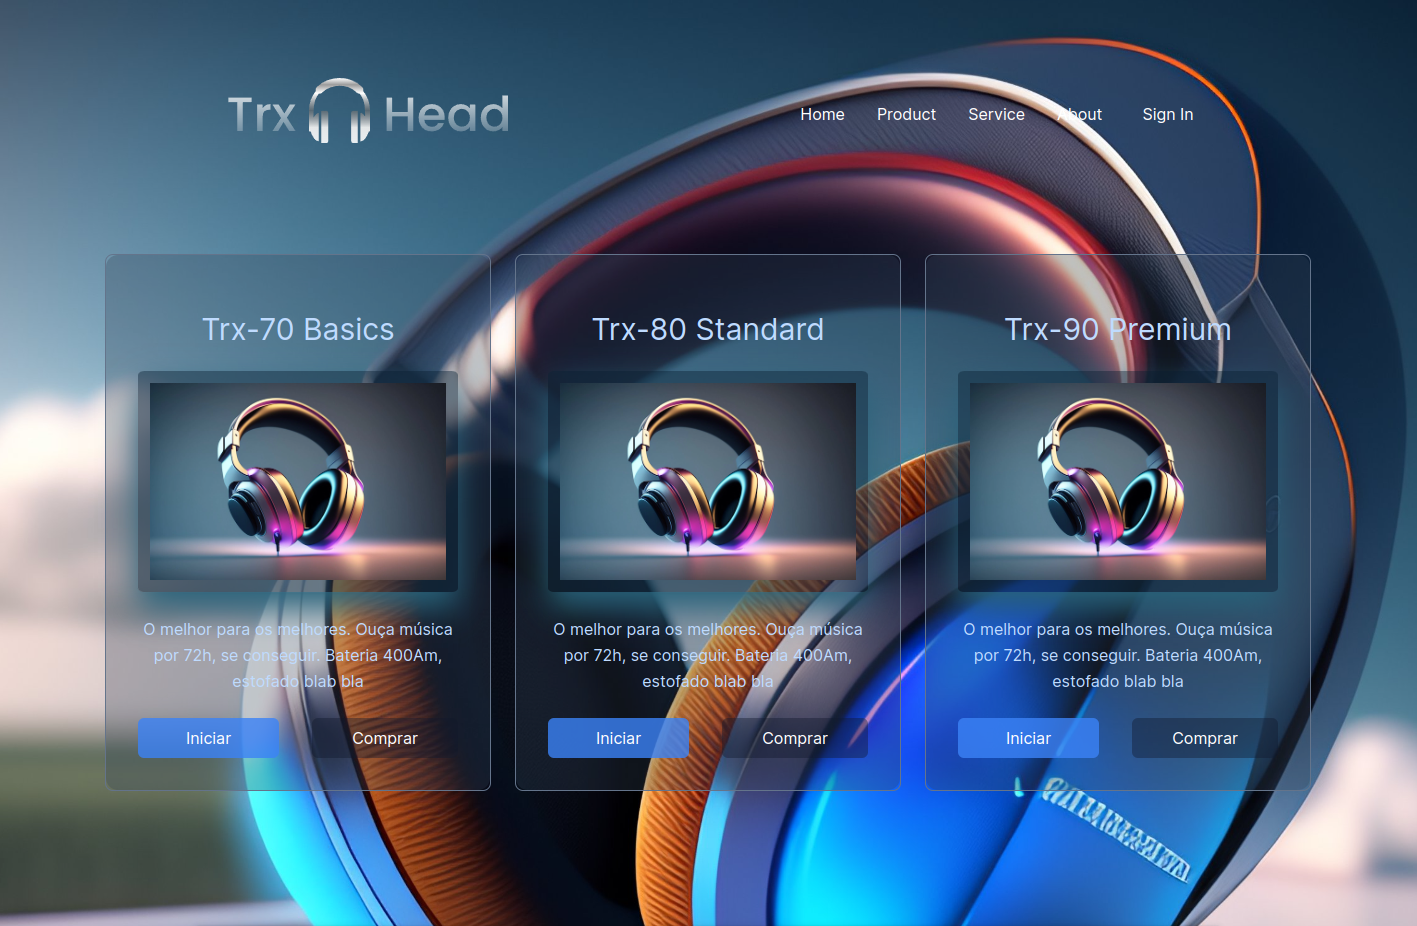 Trx Head
Home Product Service About Sign In
Trx-70 Basics
O melhor para os melhores. Ouça música
por 72h, se conseguir. Bateria 400Am,
estofado blab bla
Iniciar Comprar
Trx-80 Standard
O melhor para os melhores. Ouça música
por 72h, se conseguir. Bateria 400Am,
estofado blab bla
Iniciar Comprar
Trx-90 Premium
O melhor para os melhores. Ouça música
por 72h, se conseguir. Bateria 400Am,
estofado blab bla
Iniciar Comprar